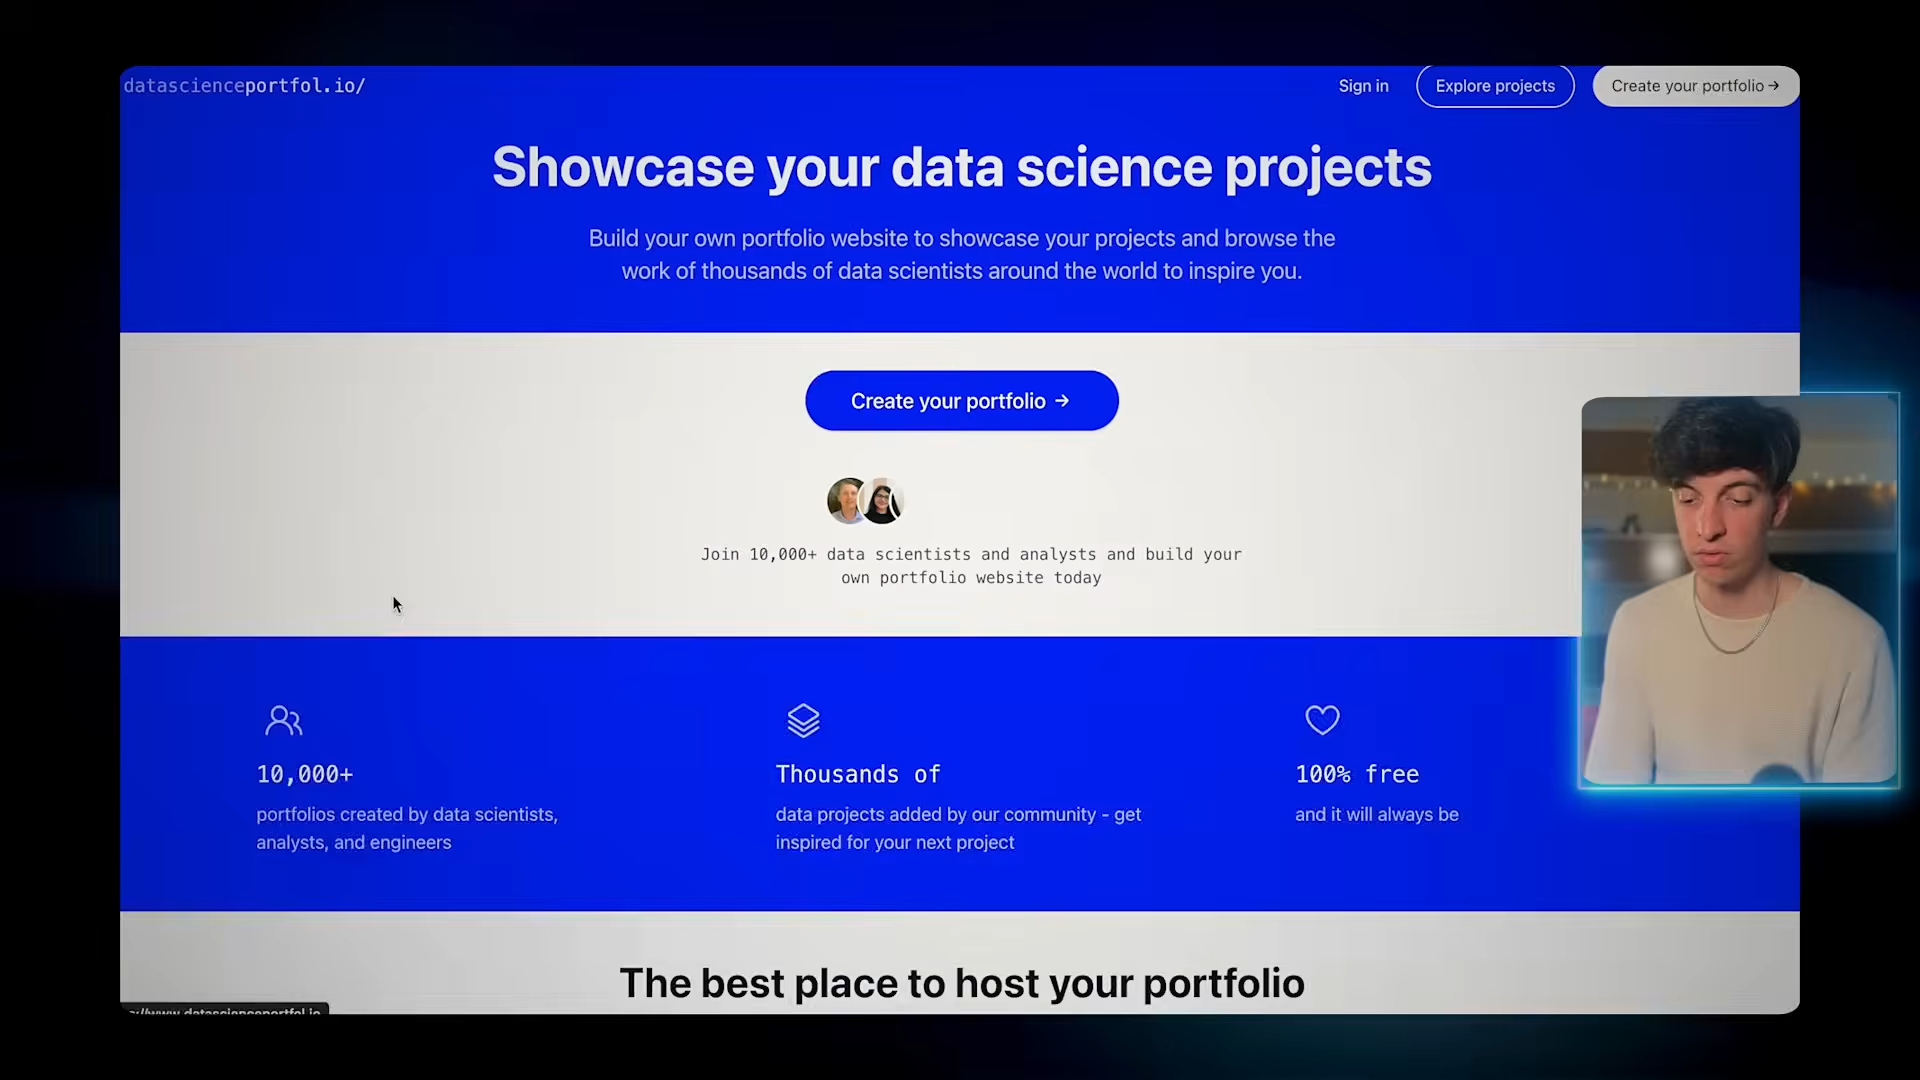 datascienceportfol.io/
Sign in
Explore projects
Create your portfolio →
Showcase your data science projects
Build your own portfolio website to showcase your projects and browse the
work of thousands of data scientists around the world to inspire you.
Create your portfolio →
Join 10,000+ data scientists and analysts and build your
own portfolio website today
10,000+
portfolios created by data scientists,
analysts, and engineers
Thousands of
data projects added by our community - get
inspired for your next project
100% free
and it will always be
The best place to host your portfolio
://www.datascienceportfol.io